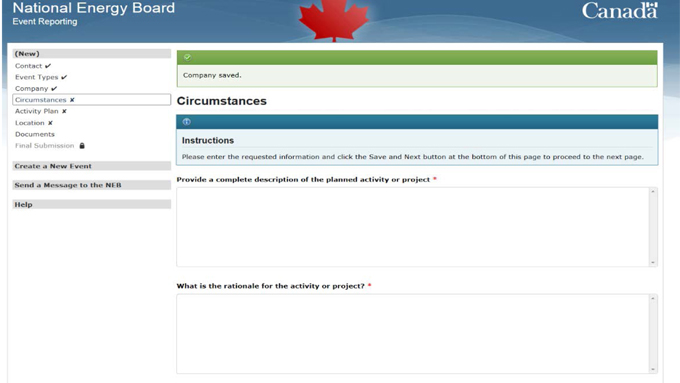 National Energy Board
Event Reporting
Canada
(New)
Contact ✔
Event Types ✔
Company ✔
Circumstances ✘
Activity Plan ✘
Location ✘
Documents
Final Submission
Create a New Event
Send a Message to the NEB
Help
Company saved.
Circumstances
Instructions
Please enter the requested information and click the Save and Next button at the bottom of this page to proceed to the next page.
Provide a complete description of the planned activity or project *
What is the rationale for the activity or project? *